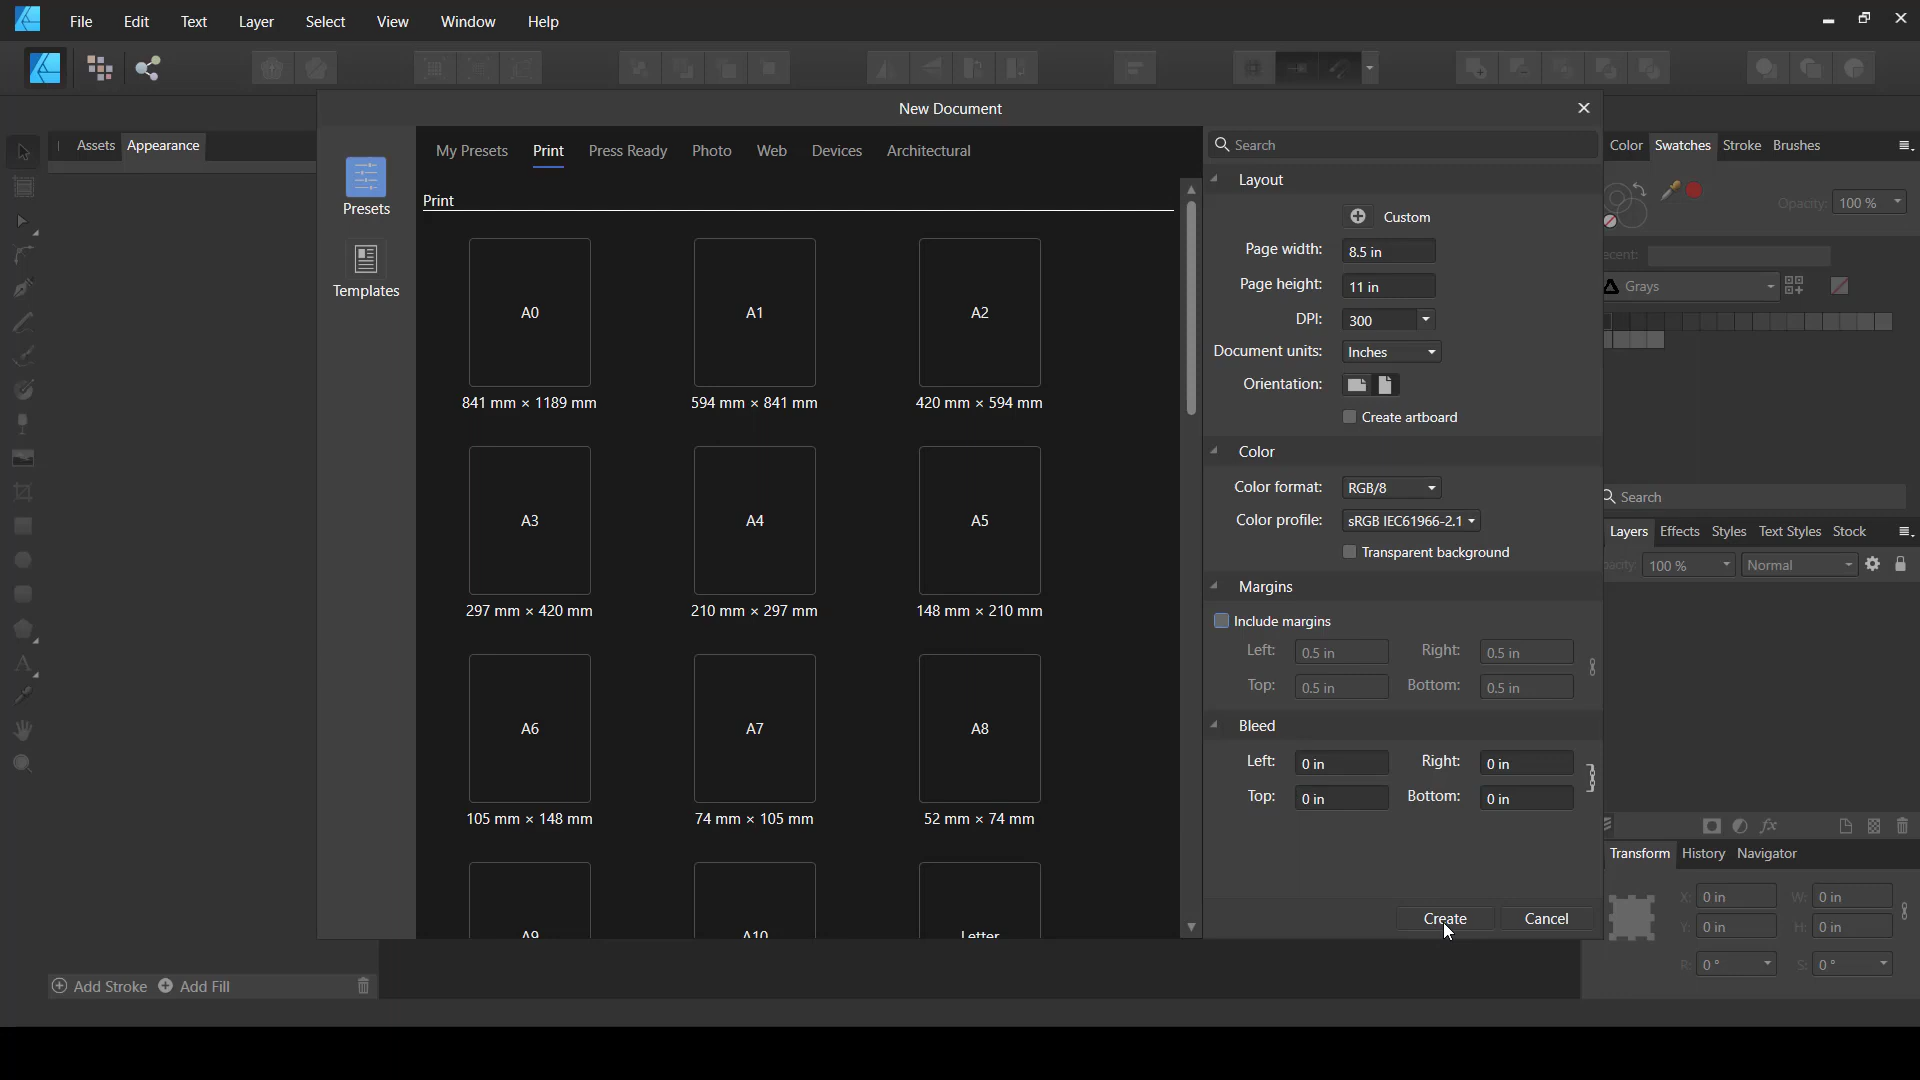 File Edit Text Layer Select View Window Help
New Document
Assets Appearance
Presets
Templates
My Presets Print Press Ready Photo Web Devices Architectural
Print
A0 A1 A2
841 mm × 1189 mm 594 mm × 841 mm 420 mm × 594 mm
A3 A4 A5
297 mm × 420 mm 210 mm × 297 mm 148 mm × 210 mm
A6 A7 A8
105 mm × 148 mm 74 mm × 105 mm 52 mm × 74 mm
A9 A10 Letter
Search
Layout
Custom
Page width: 8.5 in
Page height: 11 in
DPI: 300
Document units: Inches
Orientation:
Create artboard
Color
Color format: RGB/8
Color profile: sRGB IEC61966-2.1
Transparent background
Margins
Include margins
Left: 0.5 in Right: 0.5 in
Top: 0.5 in Bottom: 0.5 in
Bleed
Left: 0 in Right: 0 in
Top: 0 in Bottom: 0 in
Create Cancel
Color Swatches Stroke Brushes
Opacity: 100 %
Grays
Search
Layers Effects Styles Text Styles Stock
100 % Normal
Transform History Navigator
X: 0 in W: 0 in
Y: 0 in H: 0 in
R: 0 ° S: 0 °
Add Stroke Add Fill